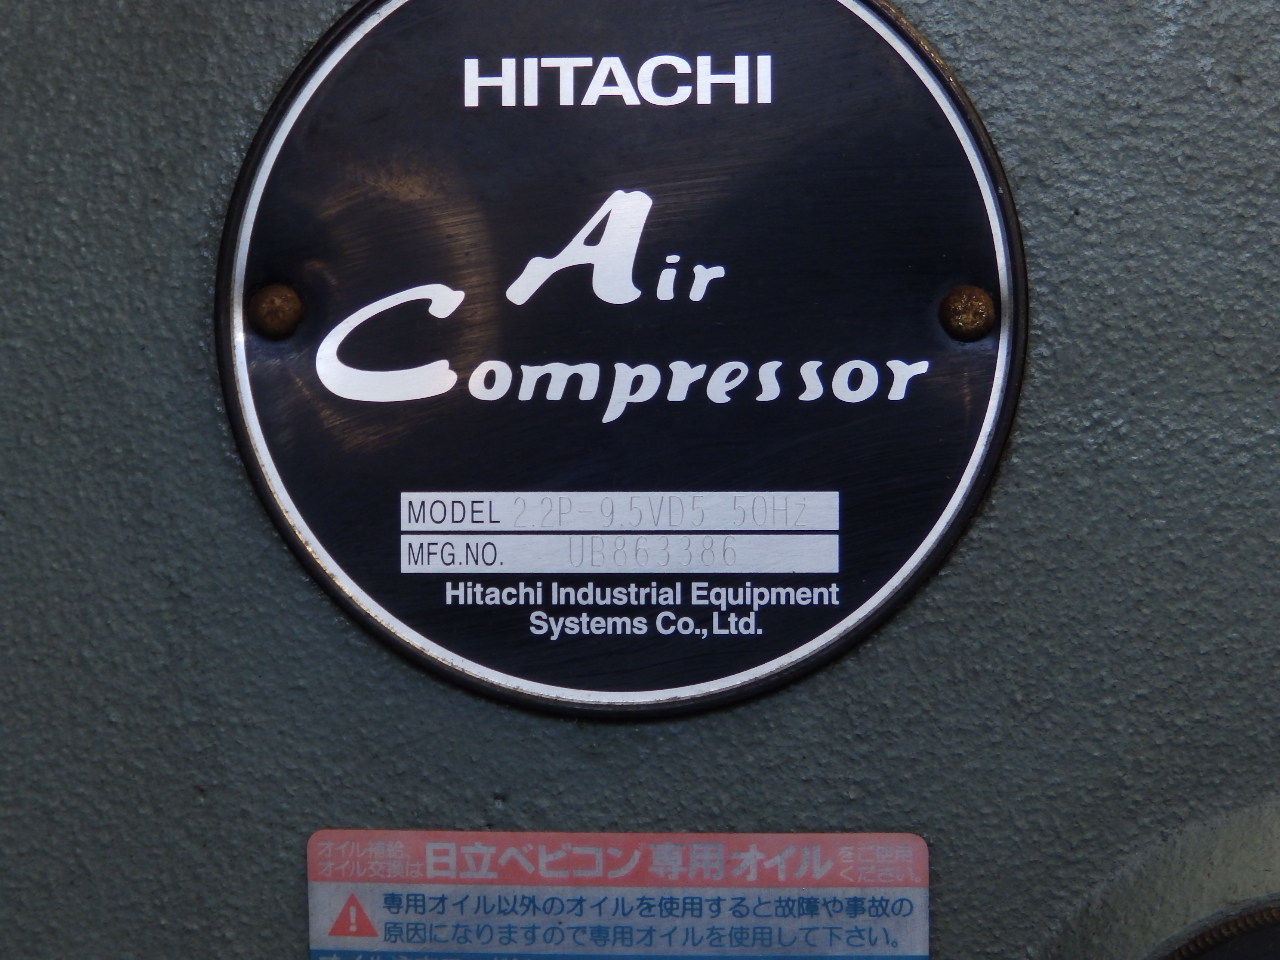 HITACHI
Air
Compressor
MODEL 2.2P-9.5VD5 50Hz
MFG.NO. UB863386
Hitachi Industrial Equipment
Systems Co.,Ltd.
オイル補給、
オイル交換は 日立ベビコン専用オイル をご使用
ください。
専用オイル以外のオイルを使用すると故障や事故の
原因になりますので専用オイルを使用して下さい。